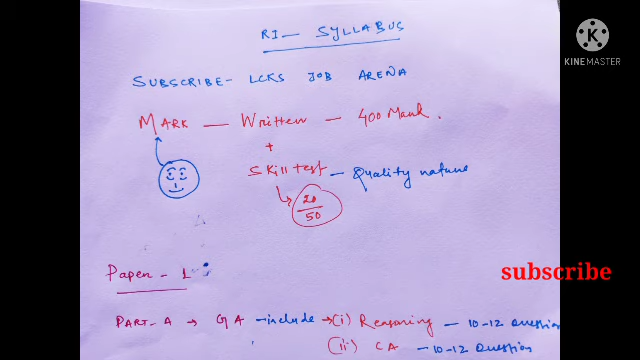 RI- SYLLABUS
KINEMASTER
SUBSCRIBE- LCKS JOB ARENA
MARK - Written - 400 Mark.
+
Skill test - Quality nature
20
50
Paper - 1
subscribe
PART-A → GA - include → (i) Reasoning - 10-12 Question
(ii) CA - 10-12 Question